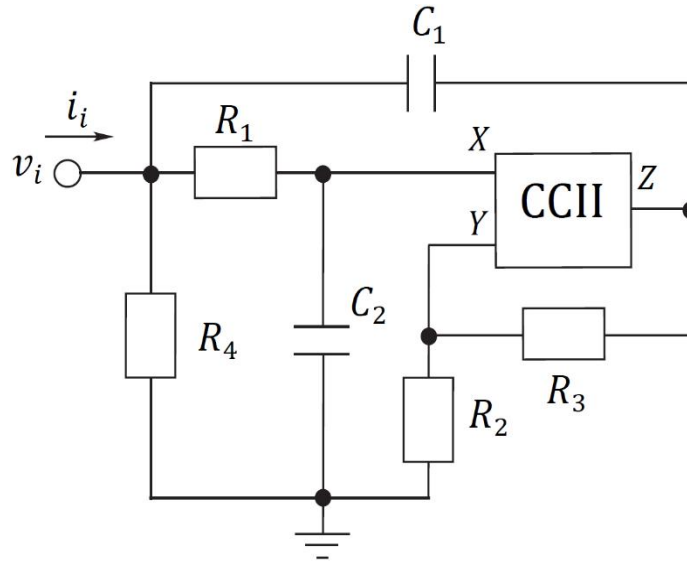 C₁
iᵢ
R₁
vᵢ
X
CCII
Z
Y
R₄
C₂
R₂
R₃